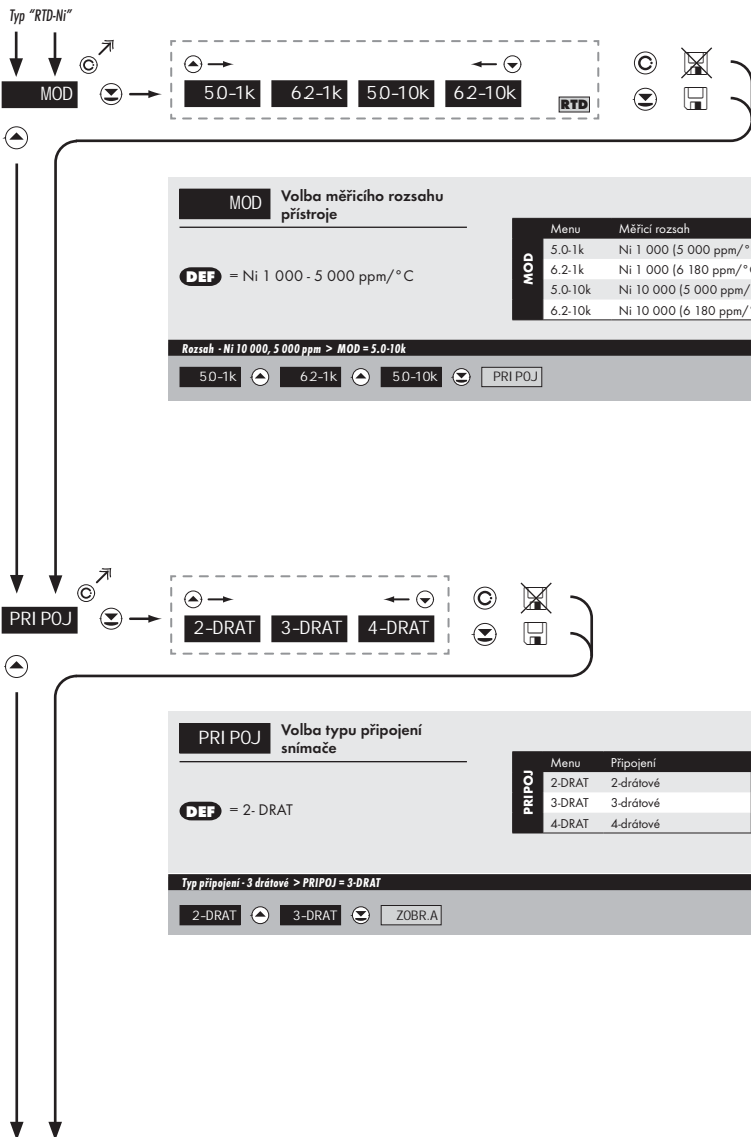 Typ "RTD-Ni"
MOD
5.0-1k 6.2-1k 5.0-10k 6.2-10k
RTD
MOD Volba měřicího rozsahu
přístroje
DEF = Ni 1 000 - 5 000 ppm/°C
MOD
Menu Měřicí rozsah
5.0-1k Ni 1 000 (5 000 ppm/°
6.2-1k Ni 1 000 (6 180 ppm/°
5.0-10k Ni 10 000 (5 000 ppm/
6.2-10k Ni 10 000 (6 180 ppm/
Rozsah - Ni 10 000, 5 000 ppm > MOD = 5.0-10k
5.0-1k 6.2-1k 5.0-10k PRIPOJ
PRIPOJ
2-DRAT 3-DRAT 4-DRAT
PRIPOJ Volba typu připojení
snímače
DEF = 2- DRAT
PRIPOJ
Menu Připojení
2-DRAT 2-drátové
3-DRAT 3-drátové
4-DRAT 4-drátové
Typ připojení - 3 drátové > PRIPOJ = 3-DRAT
2-DRAT 3-DRAT ZOBR.A